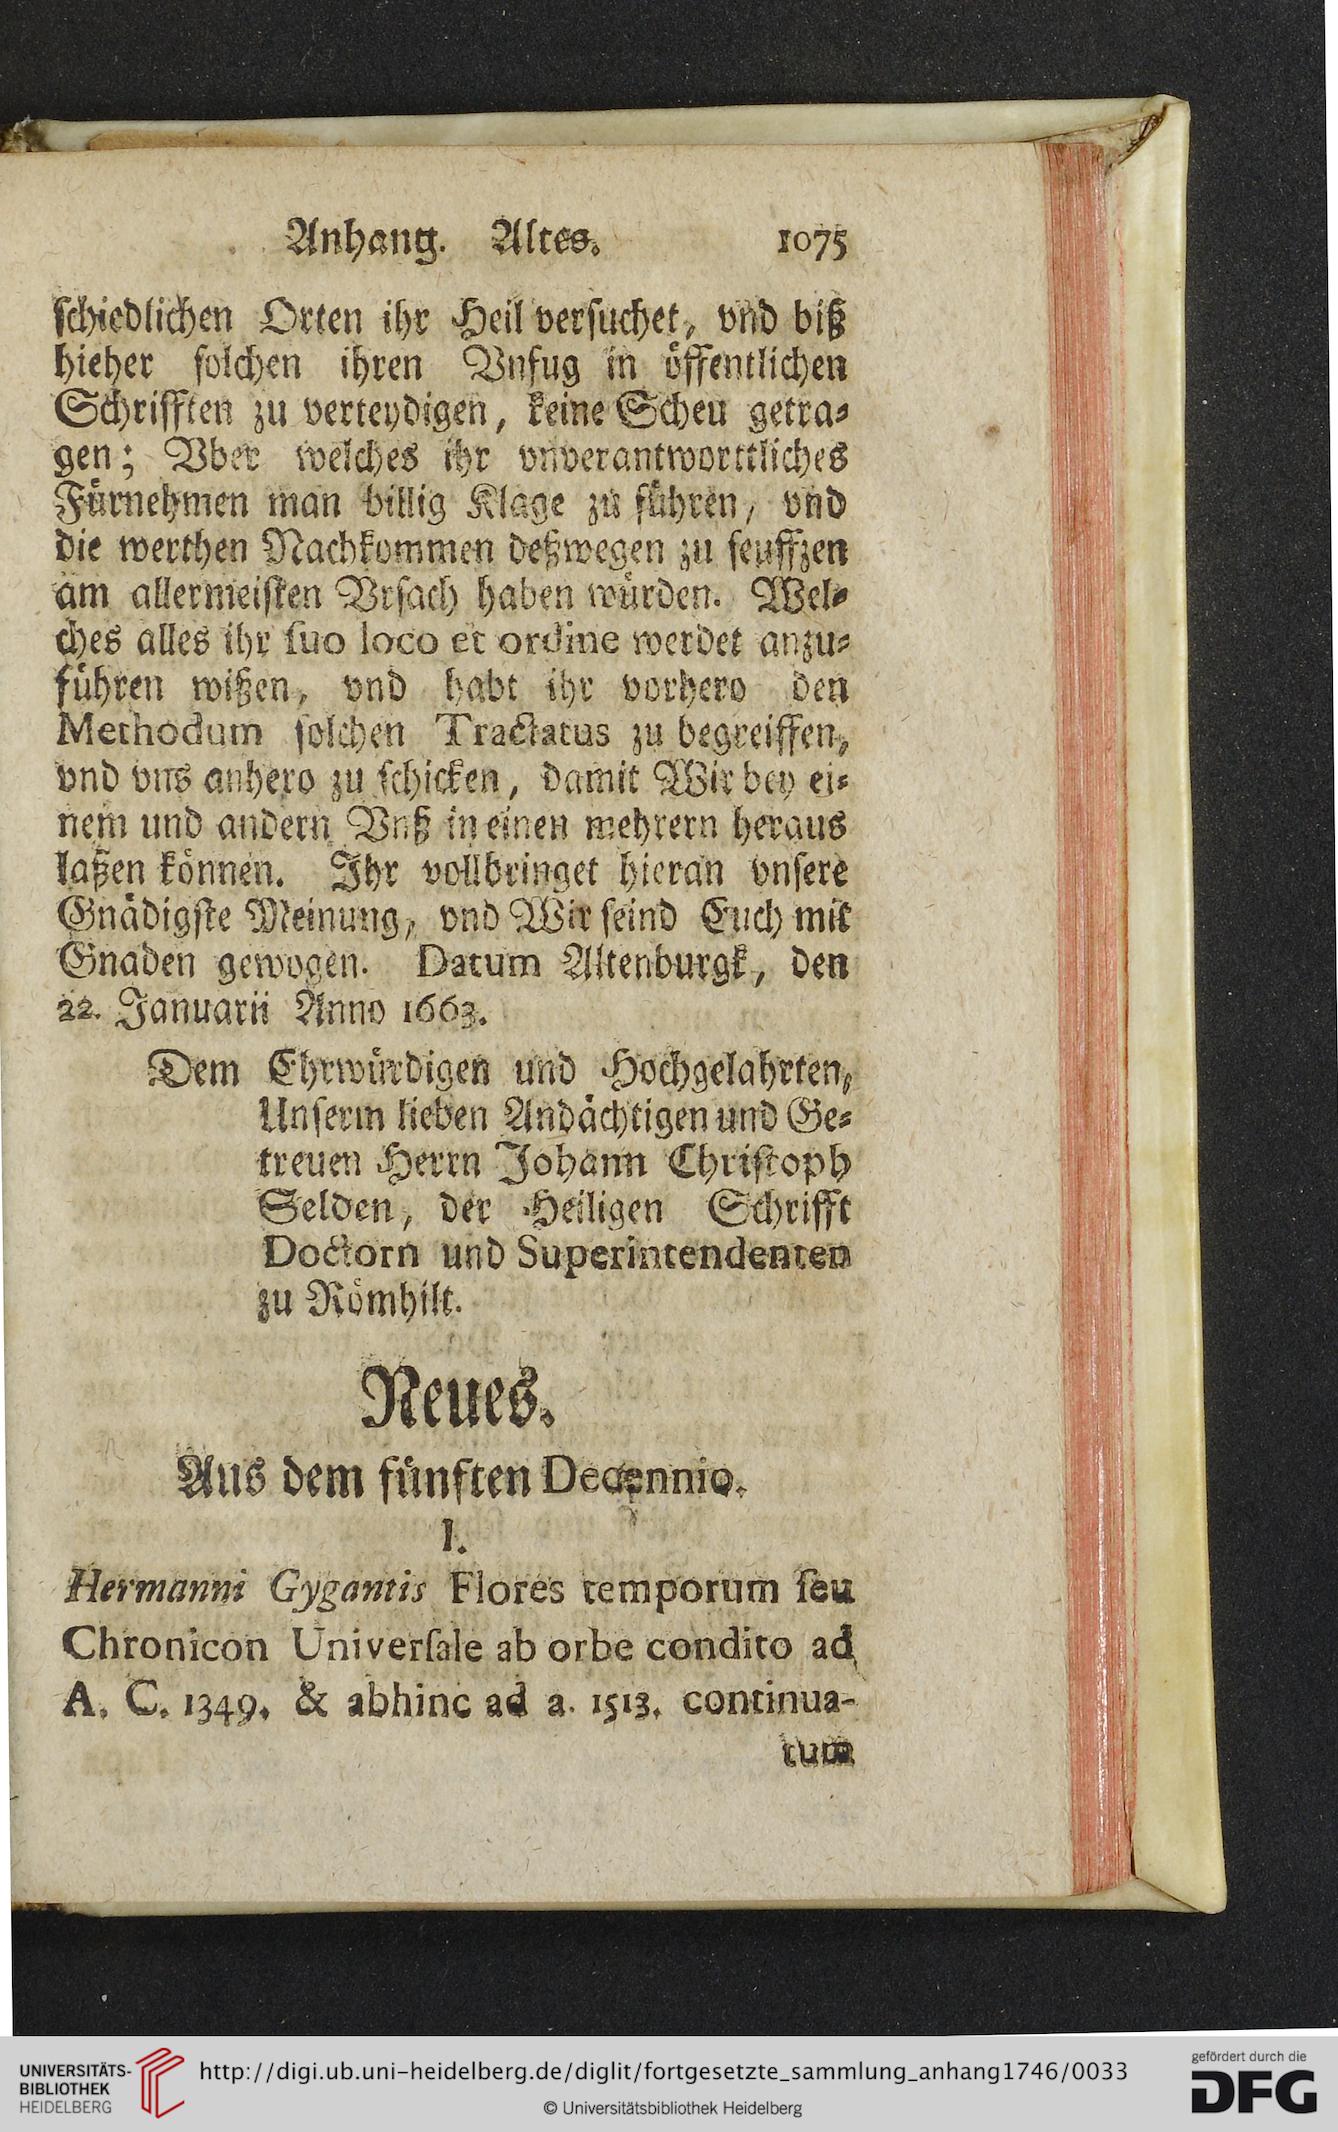 Anhang. Altes. 1075
schiedlichen Orten ihr Heil versuchet, vnd biß
hieher solchen ihren Vnfug in öffentlichen
Schrifften zu verteydigen, keine Scheu getra⸗
gen; Vber welches ihr vnverantworttliches
Fürnehmen man billig Klage zu führen, vnd
die werthen Nachkommen deßwegen zu seuffzen
am allermeisten Vrsach haben würden. Wel⸗
ches alles ihr suo loco et ordine werdet anzu⸗
führen wißen, vnd habt ihr vorhero den
Methodum solchen Tractatus zu begreiffen,
vnd vns anhero zu schicken, damit Wir bey ei⸗
nem und andern Vnß in einen mehrern heraus
laßen können. Ihr vollbringet hieran vnsere
Gnädigste Meinung, vnd Wir seind Euch mit
Gnaden gewogen. Datum Altenburgk, den
22. Januarii Anno 1663.
Dem Ehrwürdigen und Hochgelahrten,
Unserm lieben Andächtigen und Ge⸗
treuen Herrn Johann Christoph
Selden, der Heiligen Schrifft
Doctorn und Superintendenten
zu Römhilt.
Neues.
Aus dem fünften Decennio.
I.
Hermanni Gygantis Flores temporum seu
Chronicon Universale ab orbe condito ad
A. C. 1349. & abhinc ad a. 1513. continua-
tum
UNIVERSITÄTS-
BIBLIOTHEK
HEIDELBERG
http://digi.ub.uni-heidelberg.de/diglit/fortgesetzte_sammlung_anhang1746/0033
© Universitätsbibliothek Heidelberg
gefördert durch die
DFG